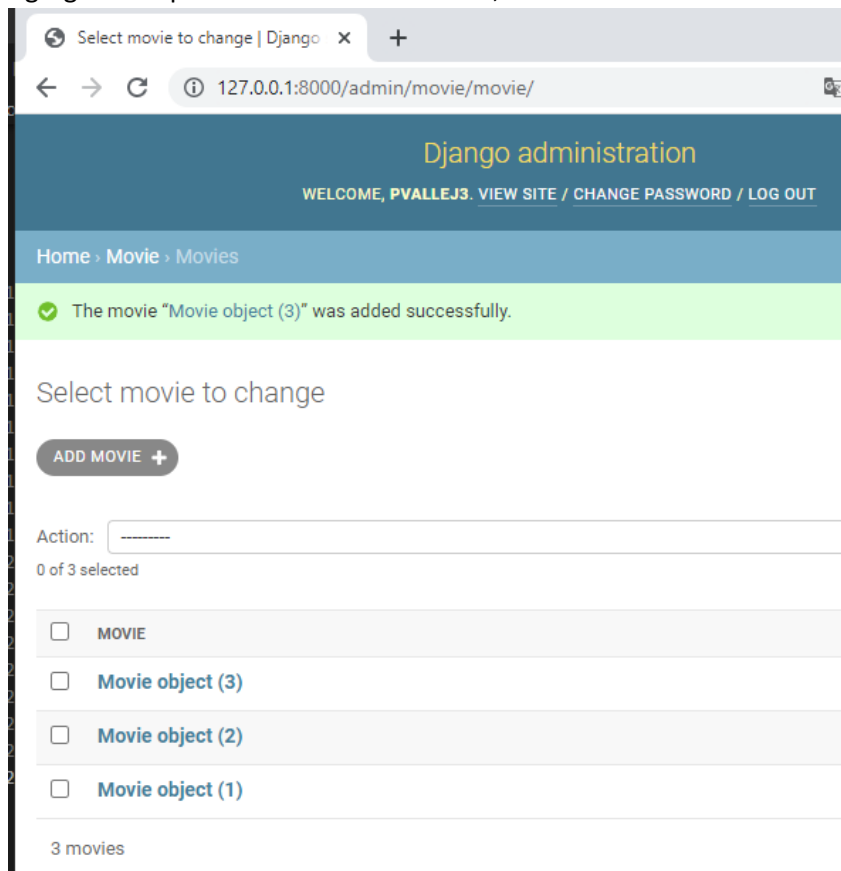 Select movie to change | Django
127.0.0.1:8000/admin/movie/movie/
Django administration
WELCOME, PVALLEJ3. VIEW SITE / CHANGE PASSWORD / LOG OUT
Home › Movie › Movies
The movie “Movie object (3)” was added successfully.
Select movie to change
ADD MOVIE +
Action: ---------
0 of 3 selected
MOVIE
Movie object (3)
Movie object (2)
Movie object (1)
3 movies